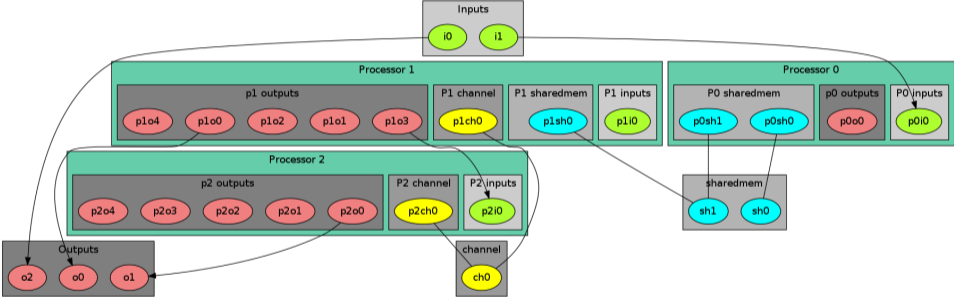 Inputs
i0 i1
Processor 1
Processor 0
p1 outputs
P1 channel
P1 sharedmem
P1 inputs
P0 sharedmem
p0 outputs
P0 inputs
p1o4 p1o0 p1o2 p1o1 p1o3
p1ch0
p1sh0
p1i0
p0sh1 p0sh0
p0o0
p0i0
Processor 2
p2 outputs
P2 channel
P2 inputs
sharedmem
p2o4 p2o3 p2o2 p2o1 p2o0
p2ch0
p2i0
sh1 sh0
Outputs
channel
o2 o0 o1
ch0